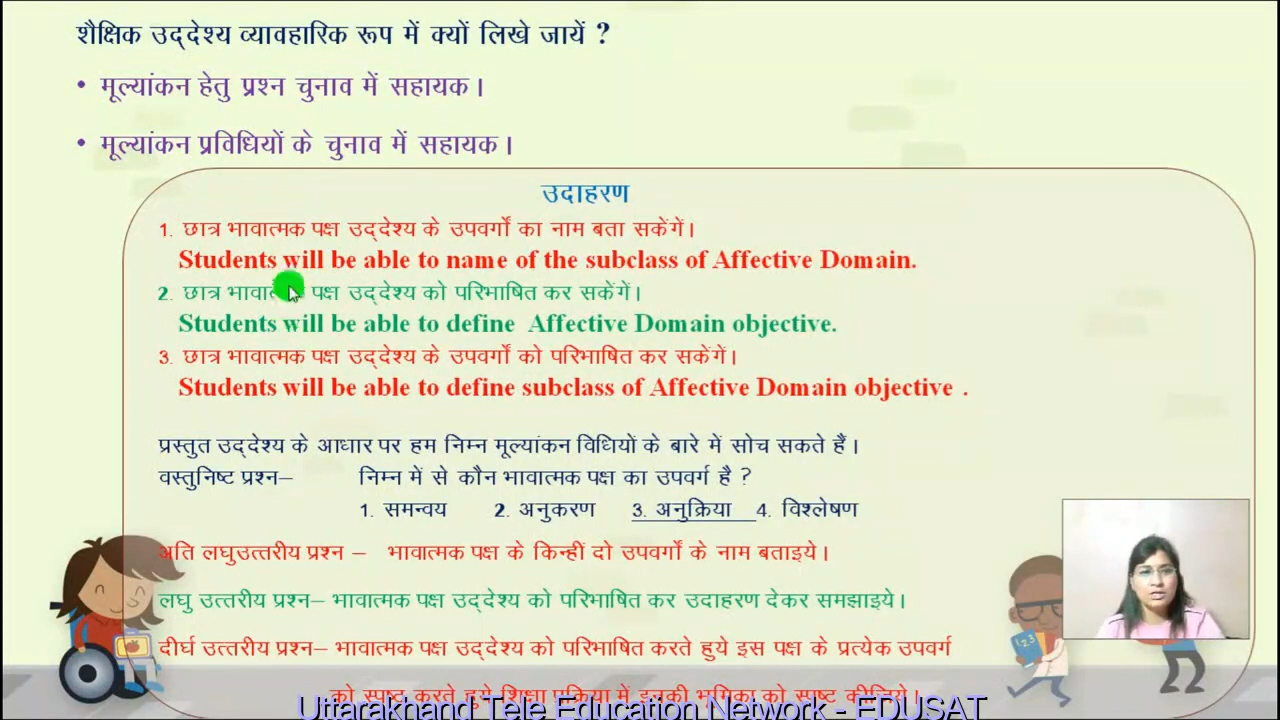 शैक्षिक उद्देश्य व्यावहारिक रूप में क्यों लिखे जायें ?
• मूल्यांकन हेतु प्रश्न चुनाव में सहायक।
• मूल्यांकन प्रविधियों के चुनाव में सहायक।
उदाहरण
1. छात्र भावात्मक पक्ष उद्देश्य के उपवर्गों का नाम बता सकेंगें।
Students will be able to name of the subclass of Affective Domain.
2. छात्र पक्ष उद्देश्य को परिभाषित कर सकेंगें।
Students will be able to define Affective Domain objective.
3. छात्र भावात्मक पक्ष उद्देश्य के उपवर्गों को परिभाषित कर सकेंगें।
Students will be able to define subclass of Affective Domain objective .
प्रस्तुत उद्देश्य के आधार पर हम निम्न मूल्यांकन विधियों के बारे में सोच सकते हैं।
वस्तुनिष्ट प्रश्न– निम्न में से कौन भावात्मक पक्ष का उपवर्ग है ?
1. समन्वय 2. अनुकरण 3. अनुक्रिया 4. विश्लेषण
अति लघुउत्तरीय प्रश्न – भावात्मक पक्ष के किन्हीं दो उपवर्गों के नाम बताइये।
लघु उत्तरीय प्रश्न– भावात्मक पक्ष उद्देश्य को परिभाषित कर उदाहरण देकर समझाइये।
दीर्घ उत्तरीय प्रश्न– भावात्मक पक्ष उद्देश्य को परिभाषित करते हुये इस पक्ष के प्रत्येक उपवर्ग
को स्पष्ट करते हुये शिक्षा प्रक्रिया में इनकी भूमिका को स्पष्ट कीजिये।
Uttarakhand Tele Education Network - EDUSAT